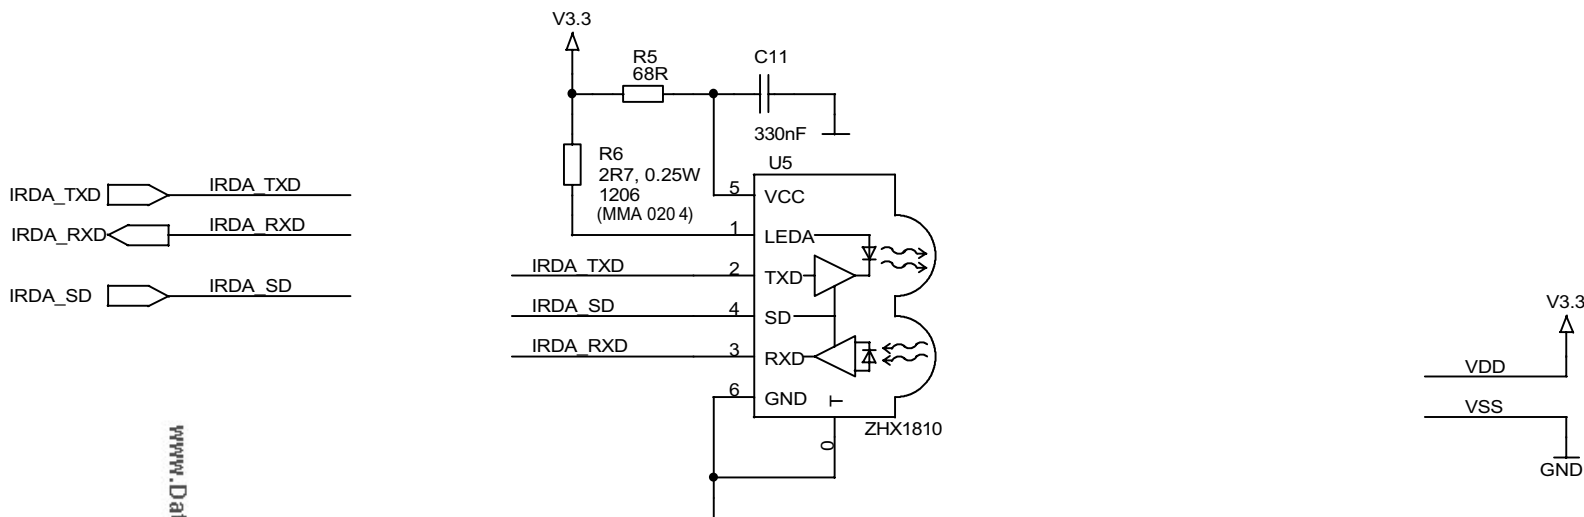 V3.3
R5
68R
C11
330nF
R6
2R7, 0.25W
1206
(MMA 0204)
U5
IRDA_TXD
IRDA_TXD
IRDA_RXD
IRDA_RXD
IRDA_SD
IRDA_SD
5
VCC
1
LEDA
IRDA_TXD
2
TXD
IRDA_SD
4
SD
IRDA_RXD
3
RXD
6
GND
T
0
ZHX1810
V3.3
VDD
VSS
GND
www.Dat